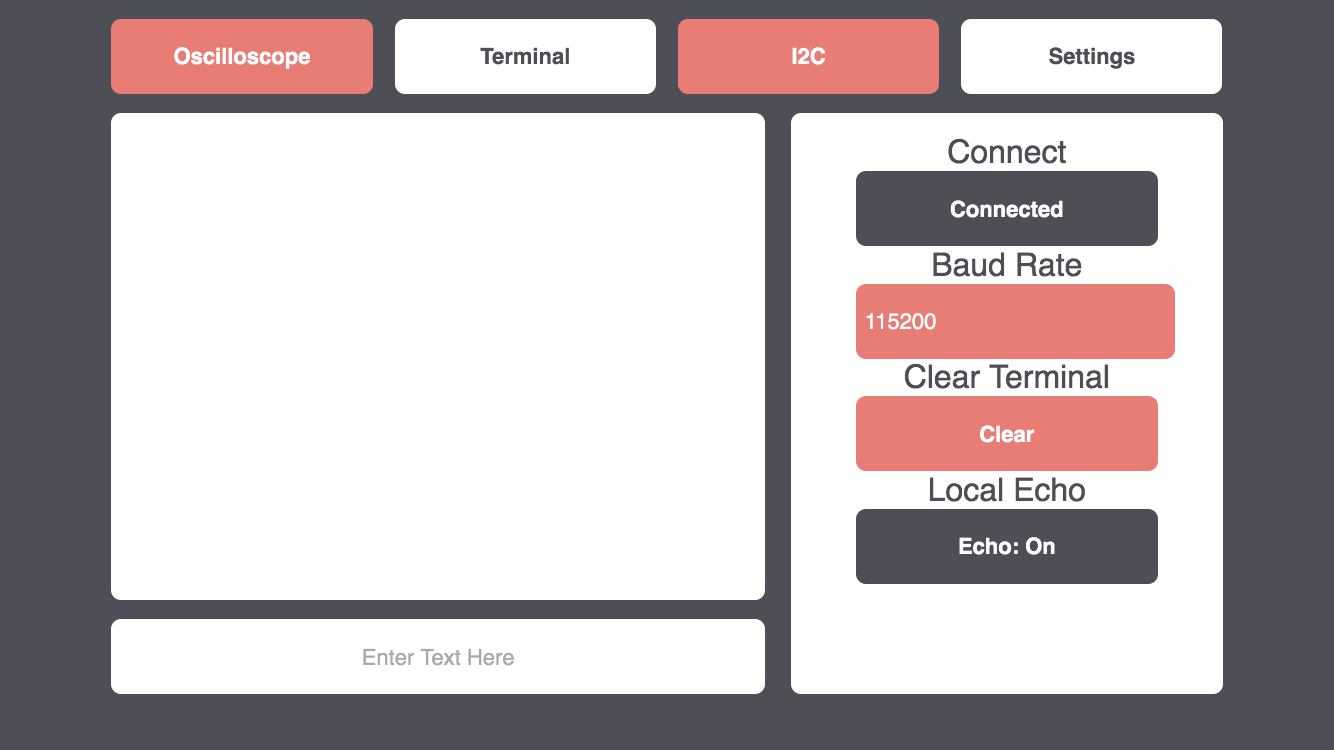 Oscilloscope
Terminal
I2C
Settings
Connect
Connected
Baud Rate
115200
Clear Terminal
Clear
Local Echo
Echo: On
Enter Text Here